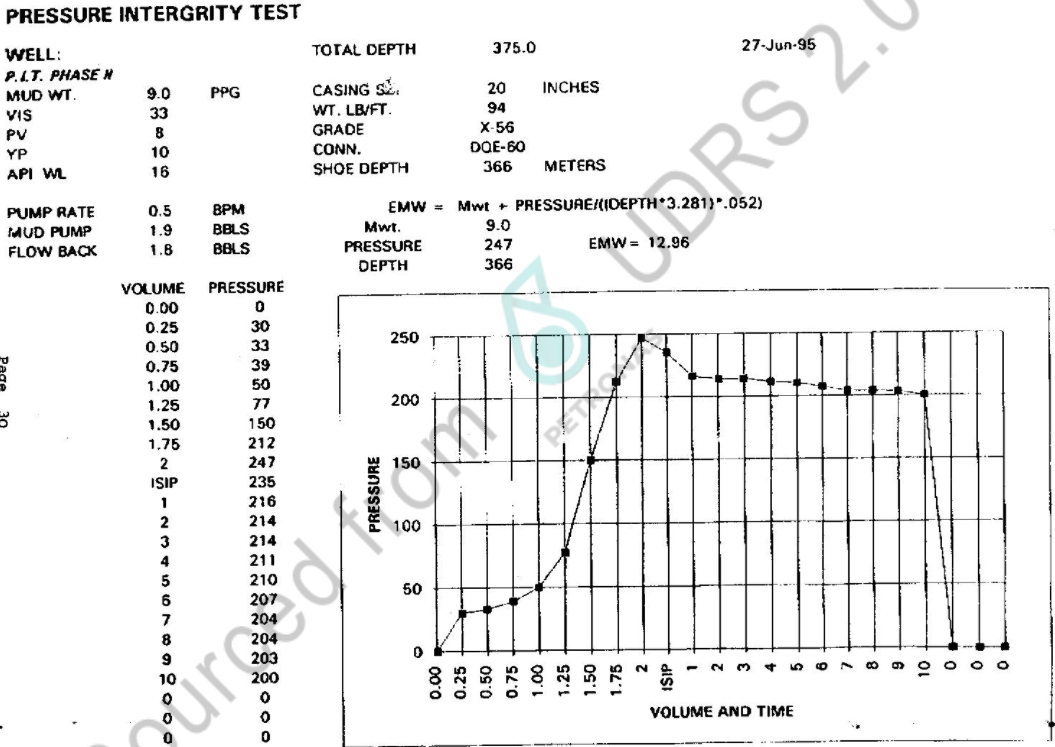 PRESSURE INTERGRITY TEST
WELL: TOTAL DEPTH 375.0 27-Jun-95
P.I.T. PHASE II
MUD WT. 9.0 PPG CASING 20 INCHES
VIS 33 WT. LB/FT. 94
PV 8 GRADE X-56
YP 10 CONN. DQE-60
API WL 16 SHOE DEPTH 366 METERS
PUMP RATE 0.5 BPM EMW = Mwt + PRESSURE/((DEPTH*3.281)*.052)
MUD PUMP 1.9 BBLS Mwt. 9.0
FLOW BACK 1.8 BBLS PRESSURE 247 EMW = 12.96
DEPTH 366
VOLUME PRESSURE
0.00 0
0.25 30
0.50 33
0.75 39
1.00 50
1.25 77
1.50 150
1.75 212
2 247
ISIP 235
1 216
2 214
3 214
4 211
5 210
6 207
7 204
8 204
9 203
10 200
0 0
0 0
0 0
250
200
150
100
50
0
PRESSURE
0.00 0.25 0.50 0.75 1.00 1.25 1.50 1.75 2 ISIP 1 2 3 4 5 6 7 8 9 10 0 0 0
VOLUME AND TIME
Page 30
Sourced from PETRONAS UDRS 2.0